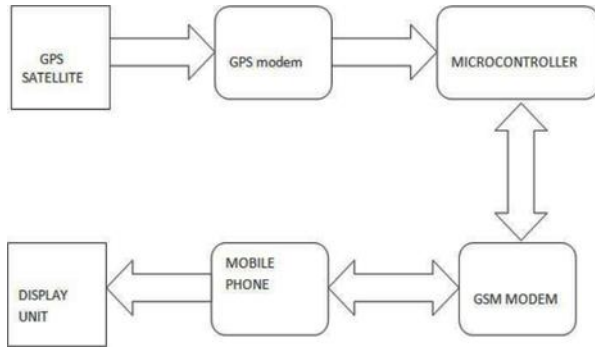 GPS
SATELLITE
GPS modem
MICROCONTROLLER
DISPLAY
UNIT
MOBILE
PHONE
GSM MODEM